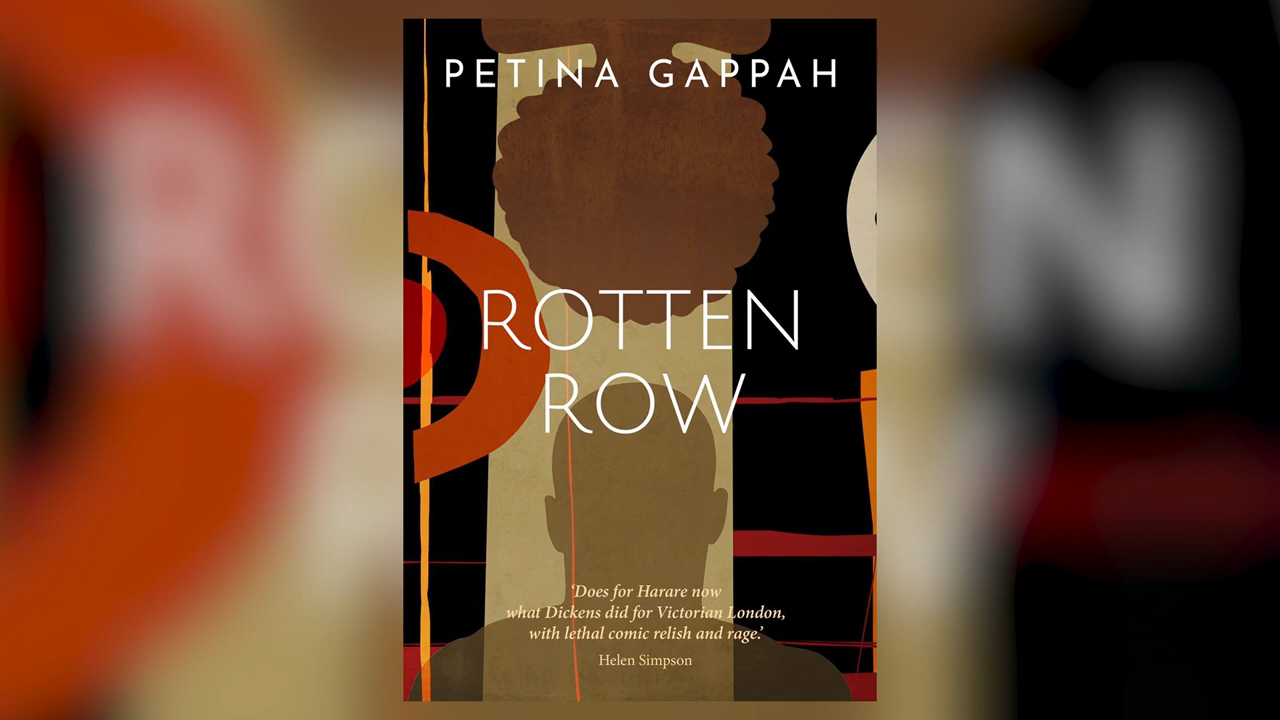 PETINA GAPPAH
ROTTEN
ROW
‘Does for Harare now
what Dickens did for Victorian London,
with lethal comic relish and rage.’
Helen Simpson